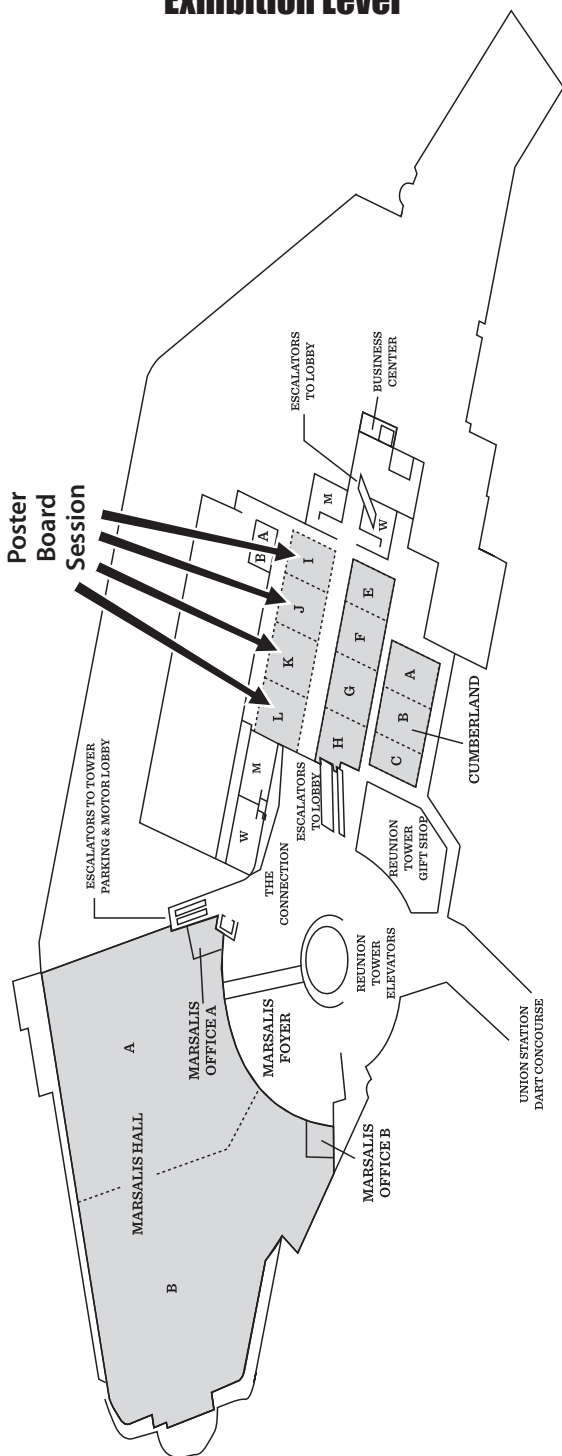 Exhibition Level
Poster
Board
Session
ESCALATORS
TO LOBBY
BUSINESS
CENTER
M
W
B
A
I
J
K
L
E
F
G
H
A
B
C
CUMBERLAND
ESCALATORS TO TOWER
PARKING & MOTOR LOBBY
M
W
THE
CONNECTION
ESCALATORS
TO LOBBY
REUNION
TOWER
GIFT SHOP
REUNION
TOWER
ELEVATORS
UNION STATION
DART CONCOURSE
MARSALIS
OFFICE A
MARSALIS
FOYER
A
MARSALIS HALL
B
MARSALIS
OFFICE B